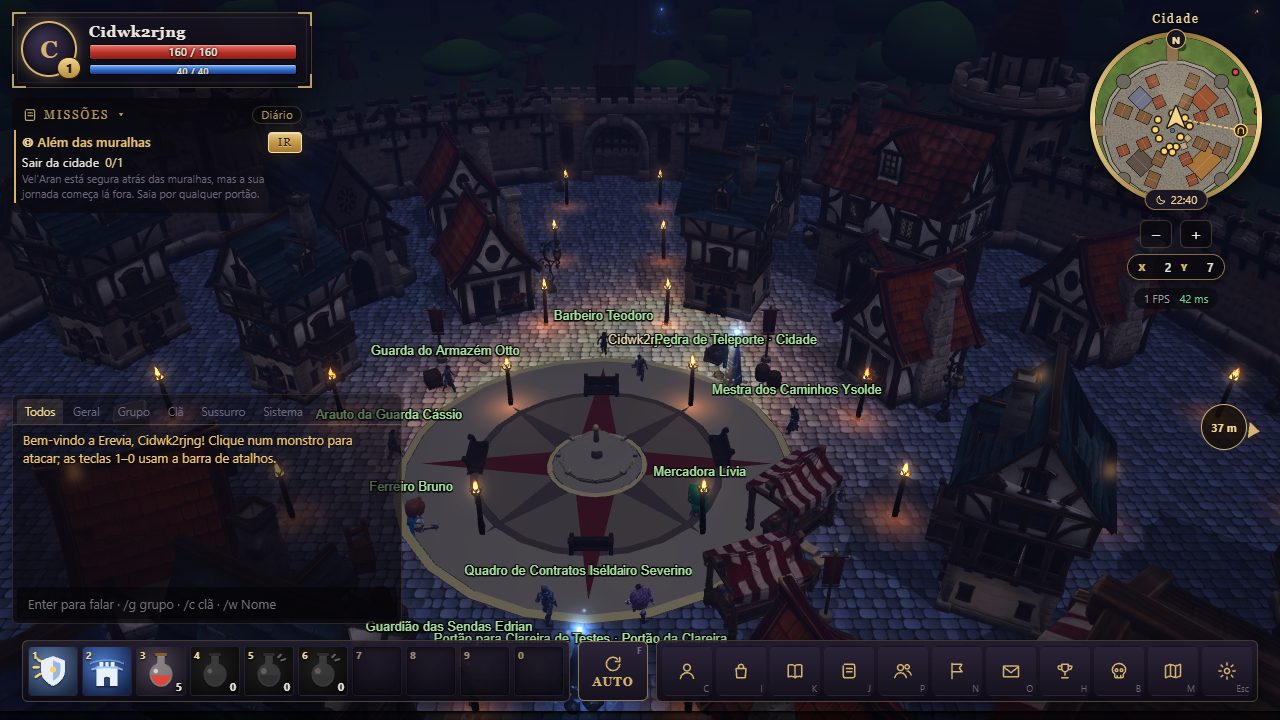 Cidwk2rjng
C
1
160 / 160
40 / 40
MISSÕES
Diário
Além das muralhas
IR
Sair da cidade 0/1
Vel'Aran está segura atrás das muralhas, mas a sua
jornada começa lá fora. Saia por qualquer portão.
Cidade
N
22:40
− +
X 2 Y 7
1 FPS 42 ms
37 m
Barbeiro Teodoro
Cidwk2rj
Pedra de Teleporte · Cidade
Guarda do Armazém Otto
Mestra dos Caminhos Ysolde
Arauto da Guarda Cássio
Mercadora Lívia
Ferreiro Bruno
Quadro de Contratos
Severino
Guardião das Sendas Edrian
Portão para Clareira de Testes · Portão da Clareira
Todos Geral Grupo Clã Sussurro Sistema
Bem-vindo a Erevia, Cidwk2rjng! Clique num monstro para
atacar; as teclas 1–0 usam a barra de atalhos.
Enter para falar · /g grupo · /c clã · /w Nome
1 2 3 5 4 0 5 0 6 0 7 8 9 0
F
AUTO
C I K J P N O H B M Esc